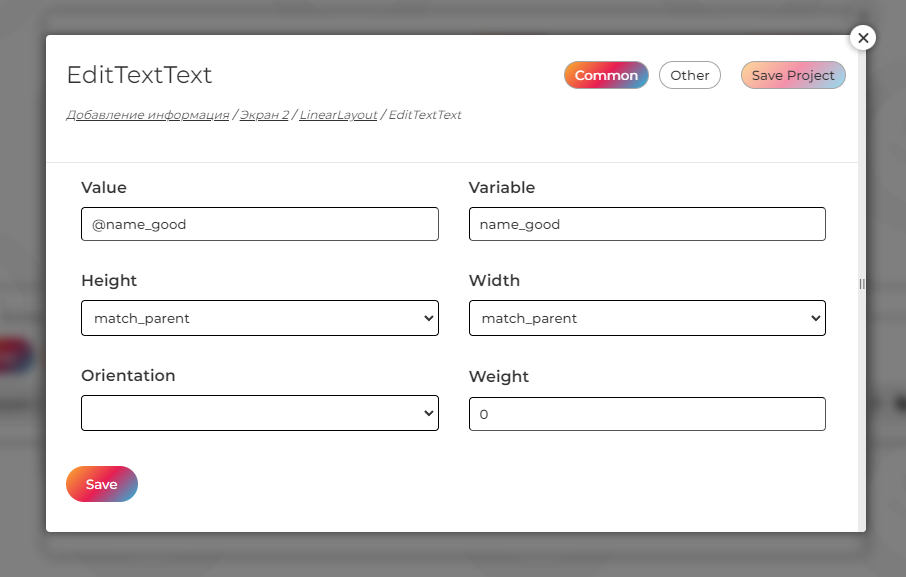 EditTextText
Common
Other
Save Project
Добавление информация / Экран 2 / LinearLayout / EditTextText
Value
Variable
@name_good
name_good
Height
Width
match_parent
match_parent
Orientation
Weight
0
Save